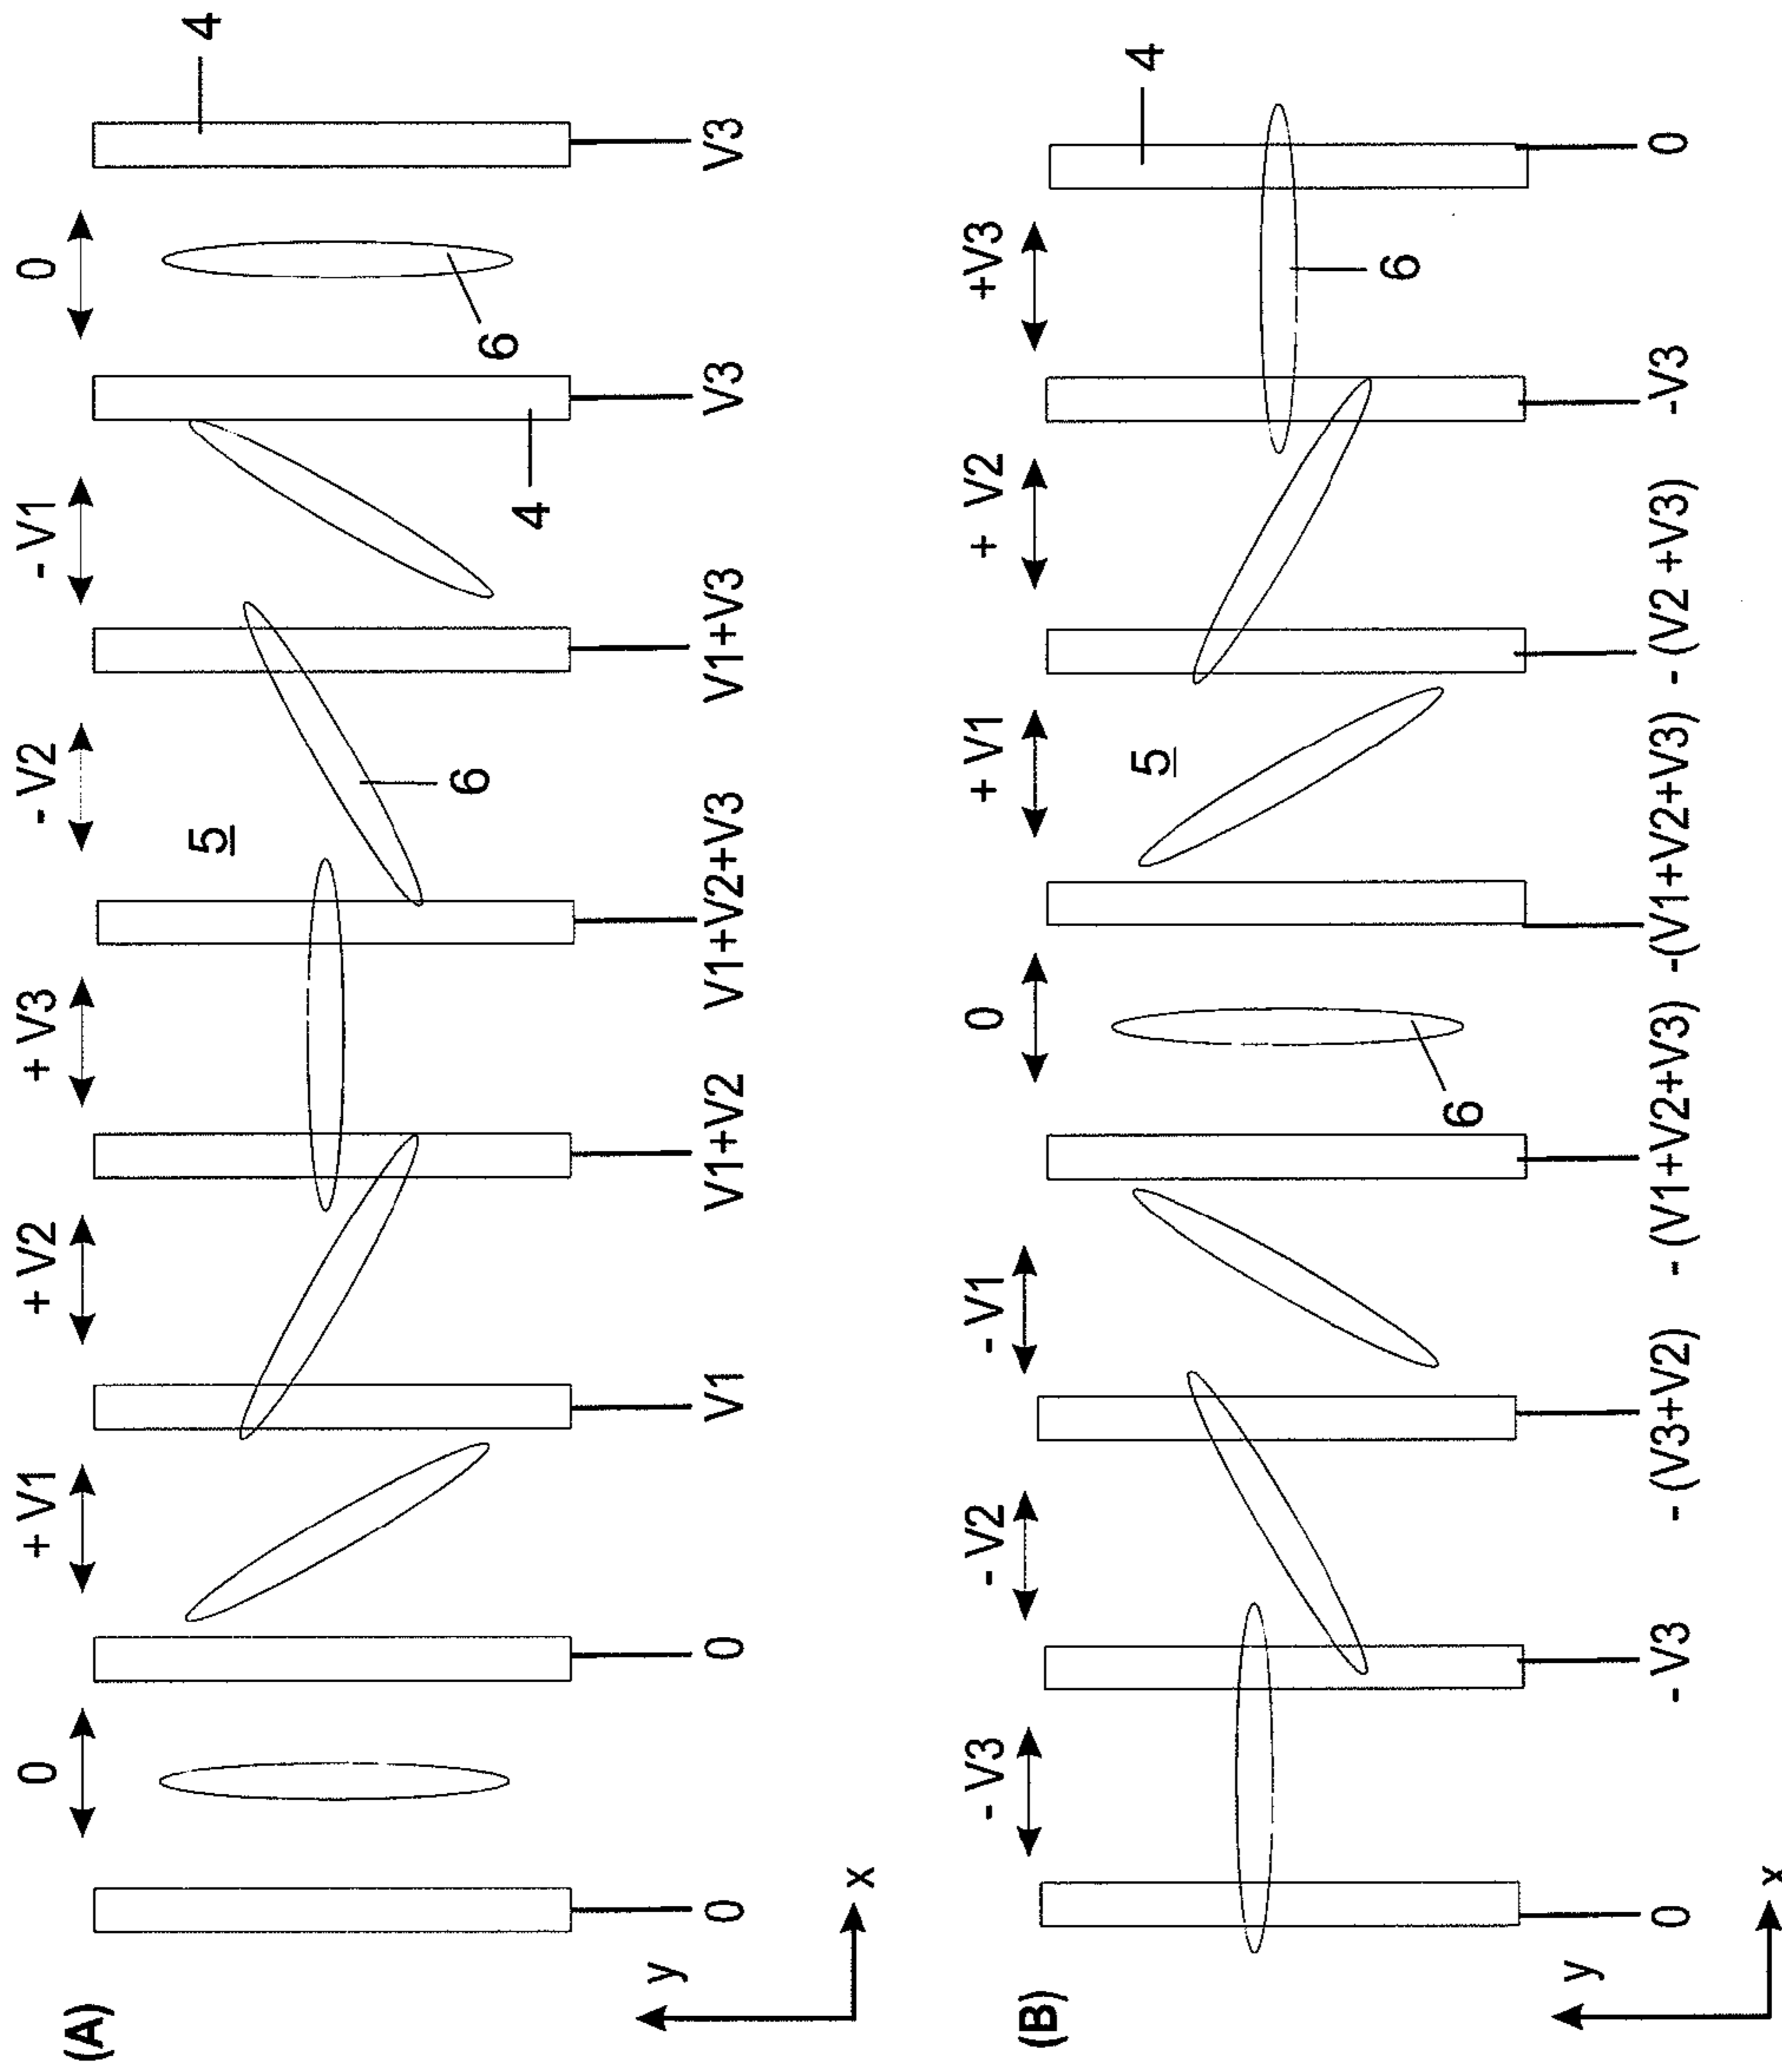 (A)
0 + V1 + V2 + V3 - V2 - V1 0
4
5
6
4
6
0 0 V1 V1+V2 V1+V2+V3 V1+V3 V3 V3
y
x
(B)
- V3 - V2 - V1 0 + V1 + V2 +V3
4
5
6
6
0 - V3 - (V3+V2) - (V1+V2+V3) -(V1+V2+V3) - (V2 +V3) -V3 0
y
x